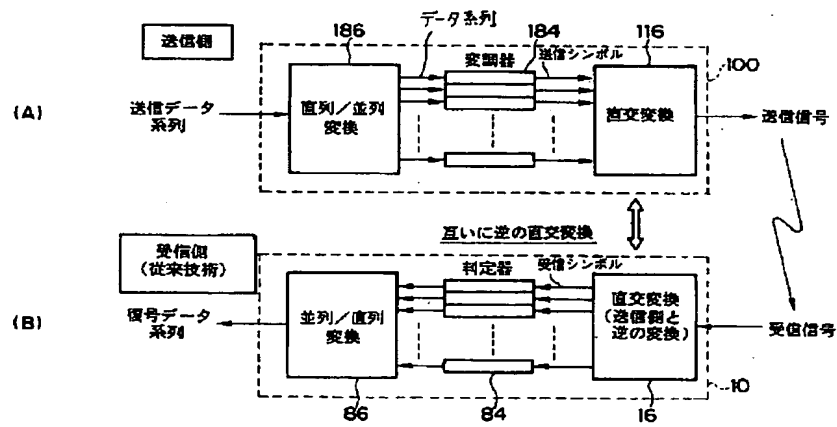 186
データ系列
184
116
送信側
変調器
送信シンボル
100
(A)
送信データ
系列
直列/並列
変換
直交変換
送信信号
互いに逆の直交変換
受信側
(従来技術)
判定器
受信シンボル
(B)
復号データ
系列
並列/直列
変換
直交変換
(送信側と
逆の変換)
受信信号
86
84
16
10